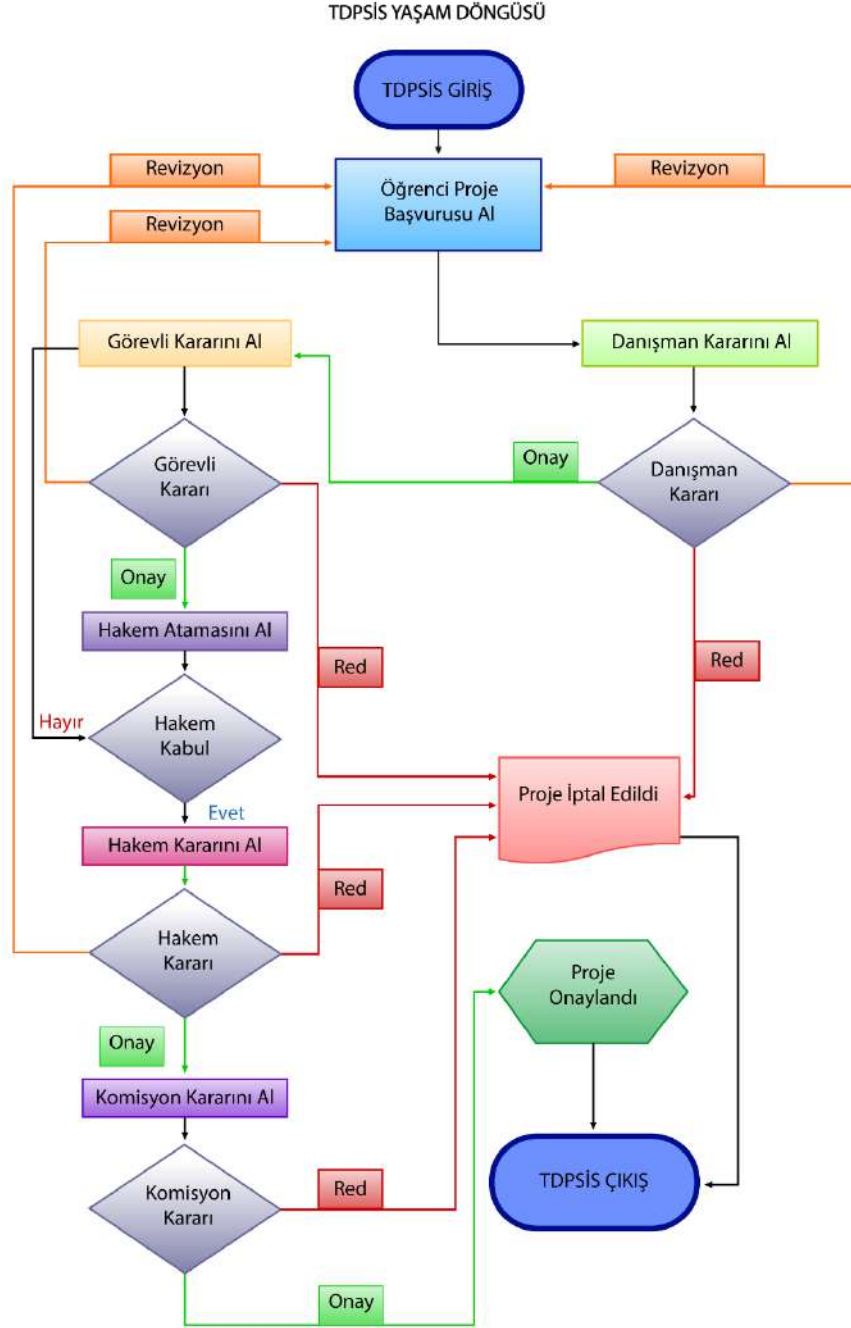 TDPSİS YAŞAM DÖNGÜSÜ
TDPSİS GİRİŞ
Revizyon
Revizyon
Öğrenci Proje
Başvurusu Al
Revizyon
Görevli Kararını Al
Danışman Kararını Al
Görevli
Kararı
Onay
Danışman
Kararı
Onay
Hakem Atamasını Al
Red
Red
Hayır
Hakem
Kabul
Proje İptal Edildi
Evet
Hakem Kararını Al
Red
Hakem
Kararı
Proje
Onaylandı
Onay
Komisyon Kararını Al
Komisyon
Kararı
Red
TDPSİS ÇIKIŞ
Onay